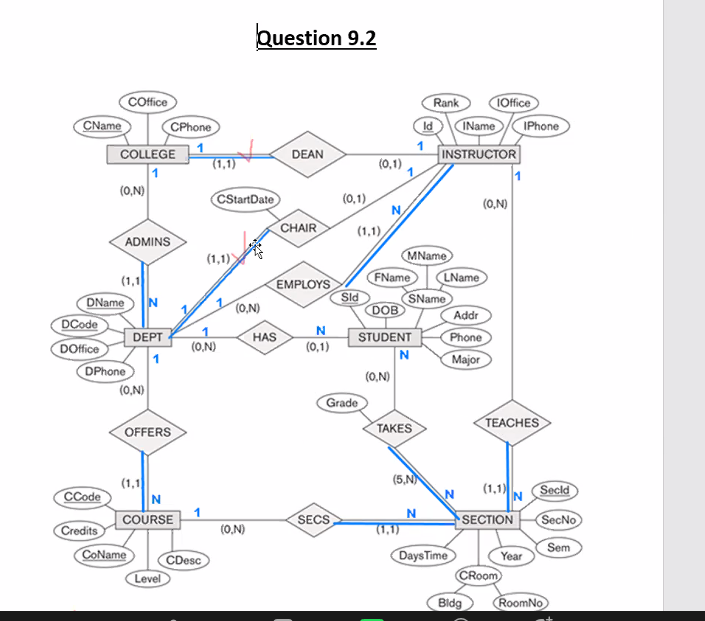 Question 9.2
COffice
Rank
IOffice
CName
CPhone
Id
IName
IPhone
1
1
COLLEGE
DEAN
INSTRUCTOR
(1,1)
(0,1)
1
1
1
CStartDate
(0,N)
(0,1)
(0,N)
N
CHAIR
(1,1)
ADMINS
(1,1)
MName
FName
LName
(1,1)
EMPLOYS
SId
SName
DName
N
1
1
(0,N)
DOB
Addr
DCode
1
N
DEPT
HAS
STUDENT
Phone
DOffice
(0,N)
(0,1)
1
N
Major
DPhone
(0,N)
(0,N)
Grade
OFFERS
TAKES
TEACHES
(1,1)
(5,N)
(1,1)
SecId
CCode
N
N
N
1
N
COURSE
SECS
SECTION
SecNo
Credits
(0,N)
(1,1)
CoName
CDesc
DaysTime
Year
Sem
Level
CRoom
Bldg
RoomNo